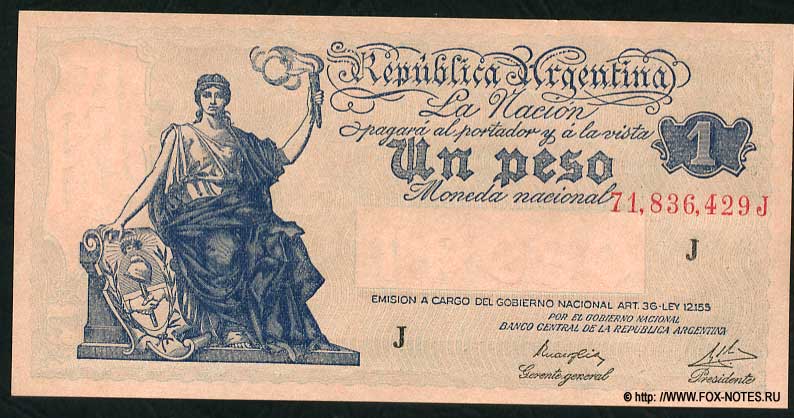 República Argentina
La Nación
pagará al portador y á la vista
Un peso
1
Moneda nacional
71,836,429 J
J
EMISION A CARGO DEL GOBIERNO NACIONAL ART. 36-LEY 12.155
POR EL GOBIERNO NACIONAL
BANCO CENTRAL DE LA REPUBLICA ARGENTINA
J
Gerente general
Presidente
© http://www.FOX-NOTES.RU